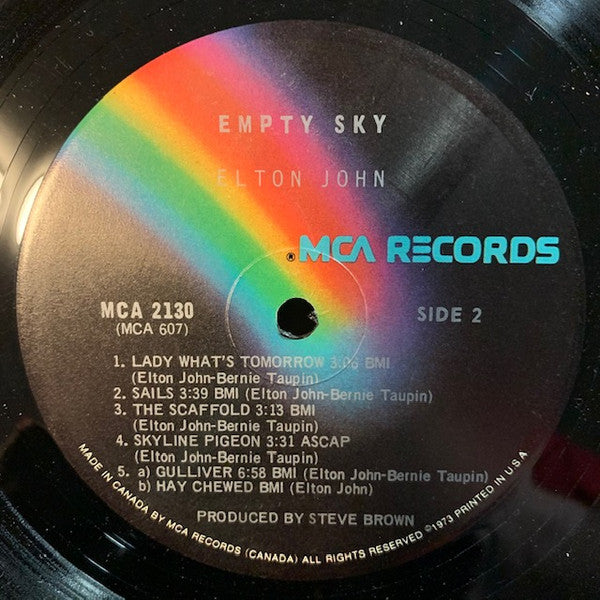 EMPTY SKY
ELTON JOHN
® MCA RECORDS
MCA 2130
(MCA 607)
SIDE 2
1. LADY WHAT'S TOMORROW 3:06 BMI
(Elton John-Bernie Taupin)
2. SAILS 3:39 BMI (Elton John-Bernie Taupin)
3. THE SCAFFOLD 3:13 BMI
(Elton John-Bernie Taupin)
4. SKYLINE PIGEON 3:31 ASCAP
(Elton John-Bernie Taupin)
5. a) GULLIVER 6:58 BMI (Elton John-Bernie Taupin)
b) HAY CHEWED BMI (Elton John)
PRODUCED BY STEVE BROWN
MADE IN CANADA BY MCA RECORDS (CANADA) ALL RIGHTS RESERVED ©1973 PRINTED IN U.S.A